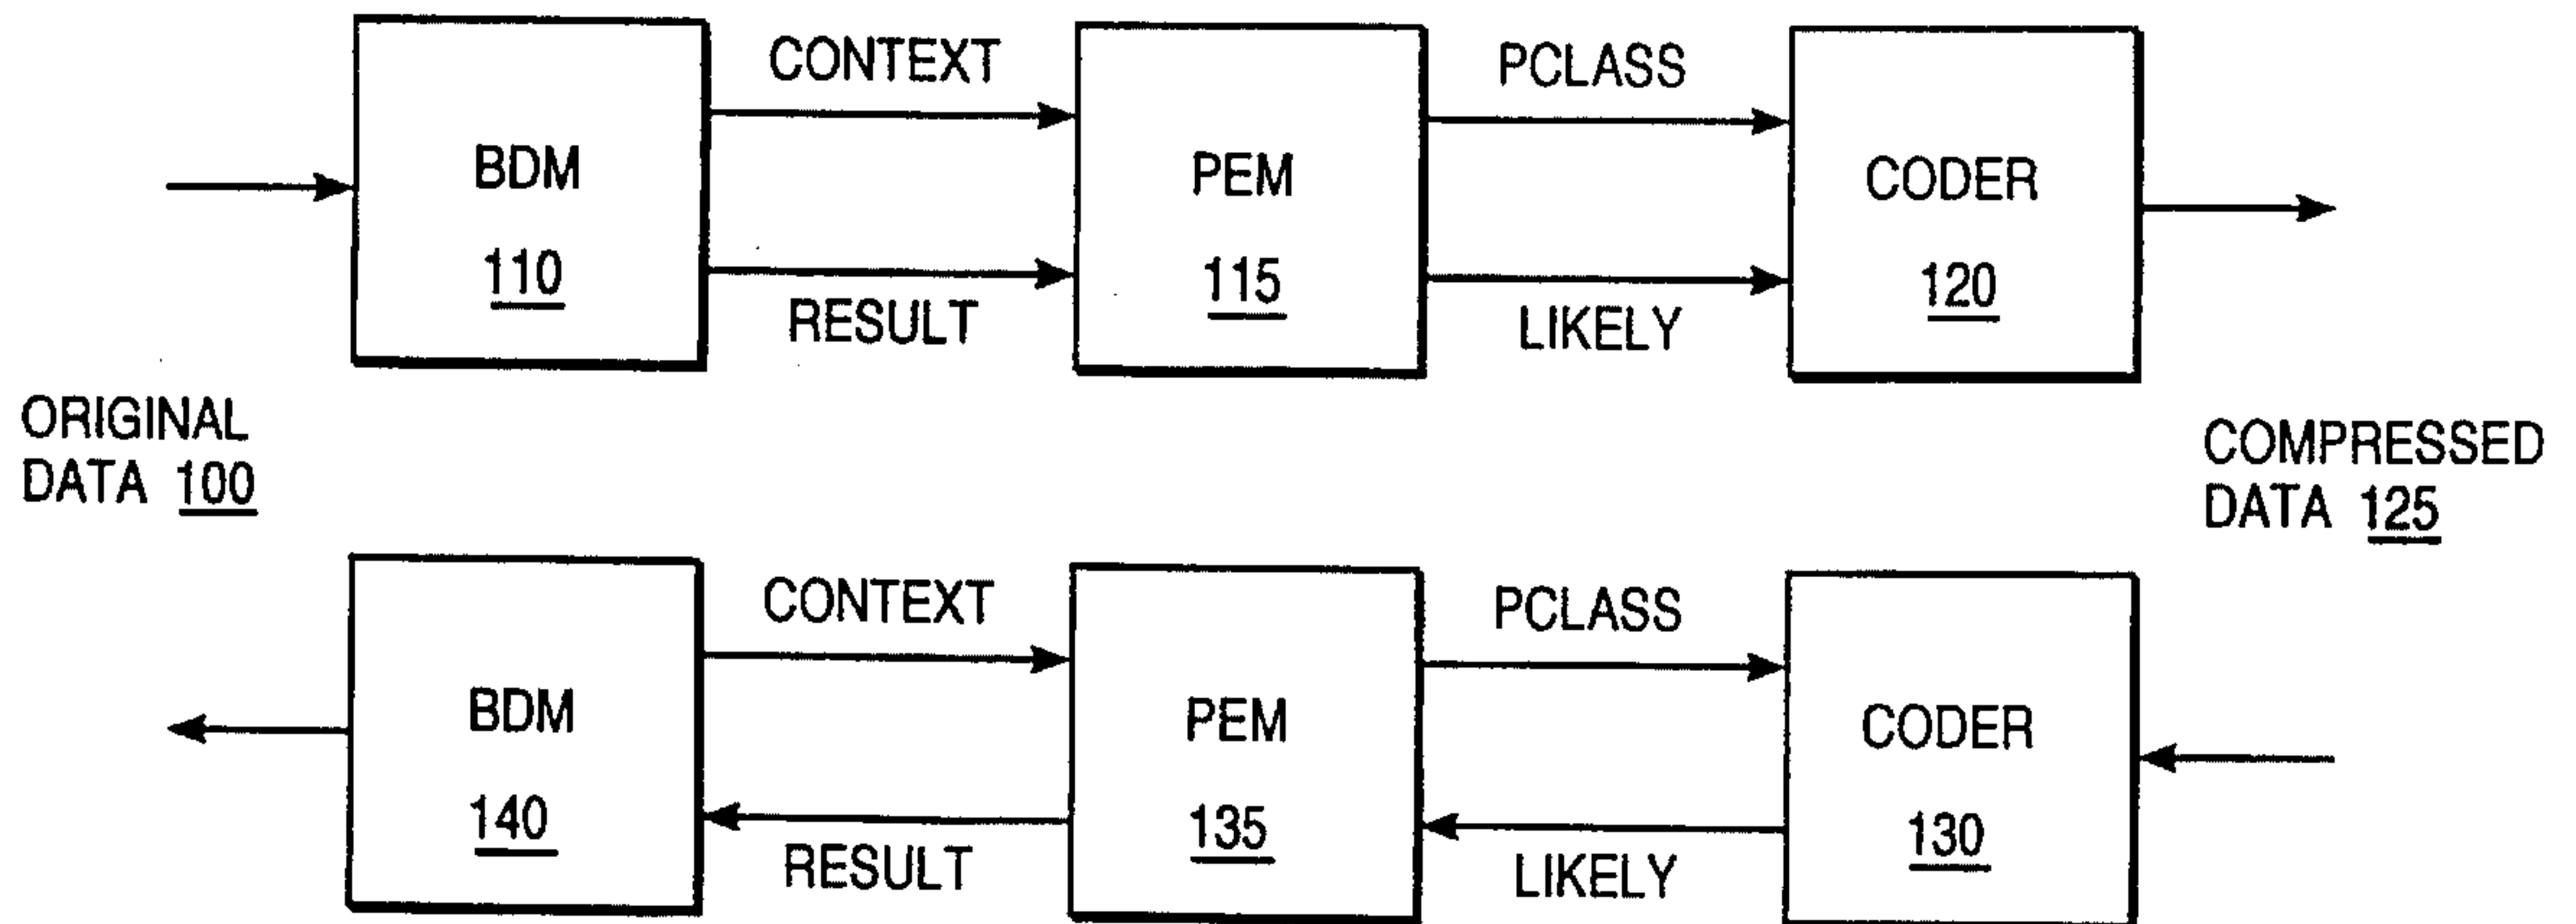 CONTEXT
PCLASS
BDM
110
PEM
115
CODER
120
RESULT
LIKELY
ORIGINAL
DATA 100
COMPRESSED
DATA 125
CONTEXT
PCLASS
BDM
140
PEM
135
CODER
130
RESULT
LIKELY